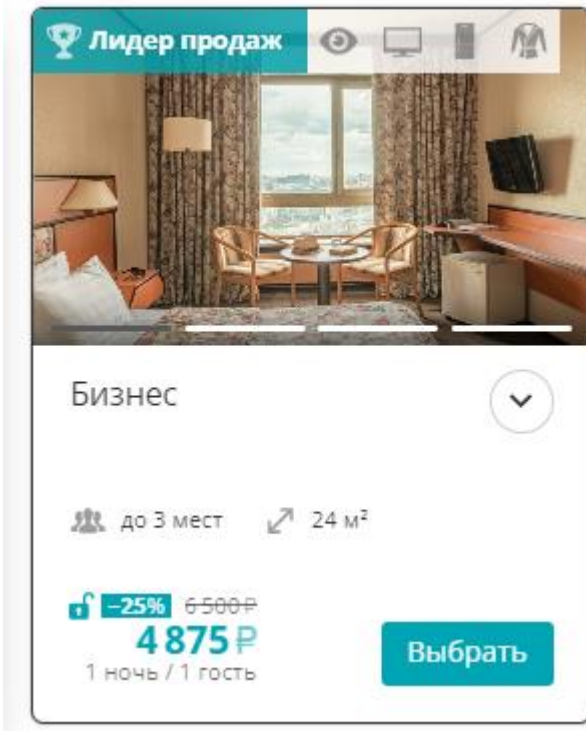 Лидер продаж
Бизнес
до 3 мест 24 м²
–25% 6 500 ₽
4 875 ₽
1 ночь / 1 гость
Выбрать